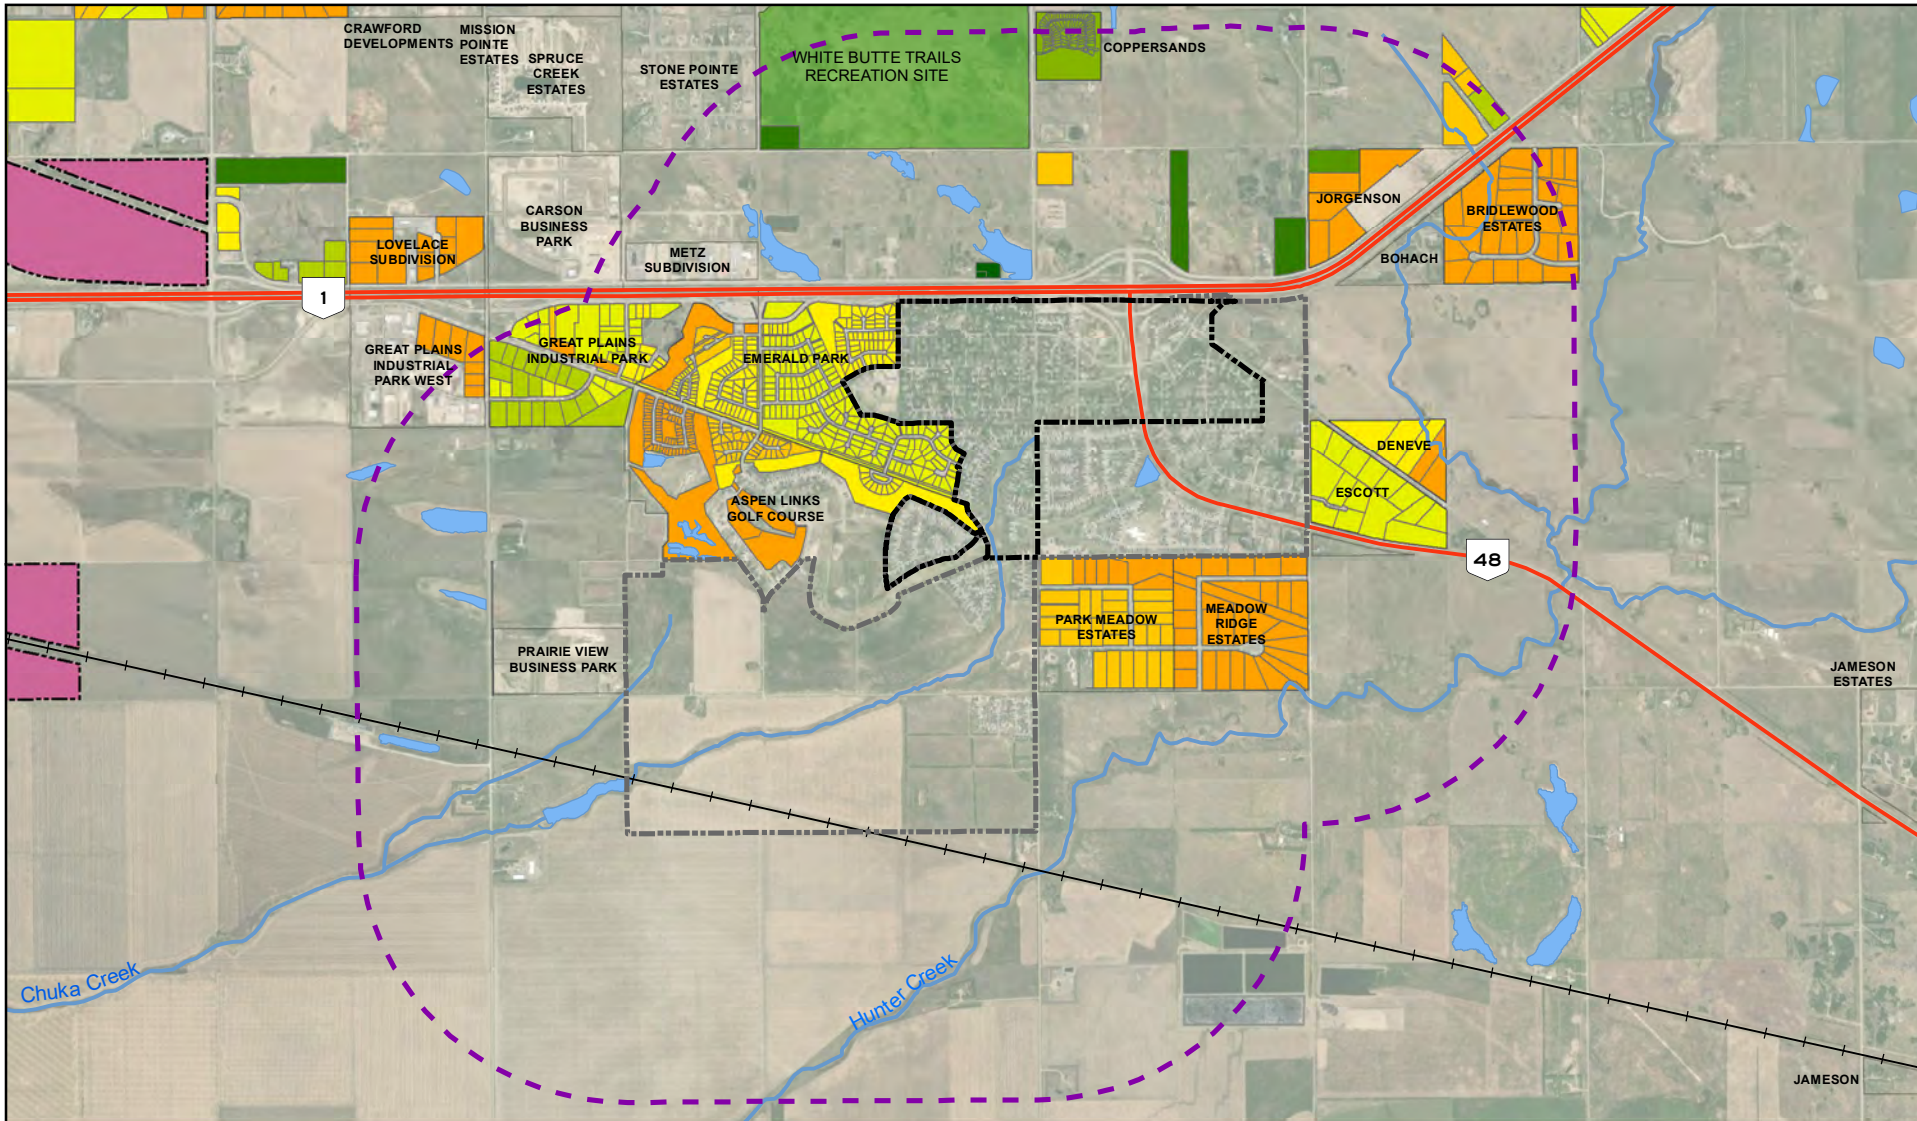 CRAWFORD
DEVELOPMENTS
MISSION
POINTE
ESTATES
SPRUCE
CREEK
ESTATES
STONE POINTE
ESTATES
WHITE BUTTE TRAILS
RECREATION SITE
COPPERSANDS
JORGENSON
BRIDLEWOOD
ESTATES
BOHACH
LOVELACE
SUBDIVISION
CARSON
BUSINESS
PARK
METZ
SUBDIVISION
1
GREAT PLAINS
INDUSTRIAL
PARK WEST
GREAT PLAINS
INDUSTRIAL PARK
EMERALD PARK
DENEVE
ESCOTT
ASPEN LINKS
GOLF COURSE
48
PARK MEADOW
ESTATES
MEADOW
RIDGE
ESTATES
PRAIRIE VIEW
BUSINESS PARK
JAMESON
ESTATES
Chuka Creek
Hunter Creek
JAMESON